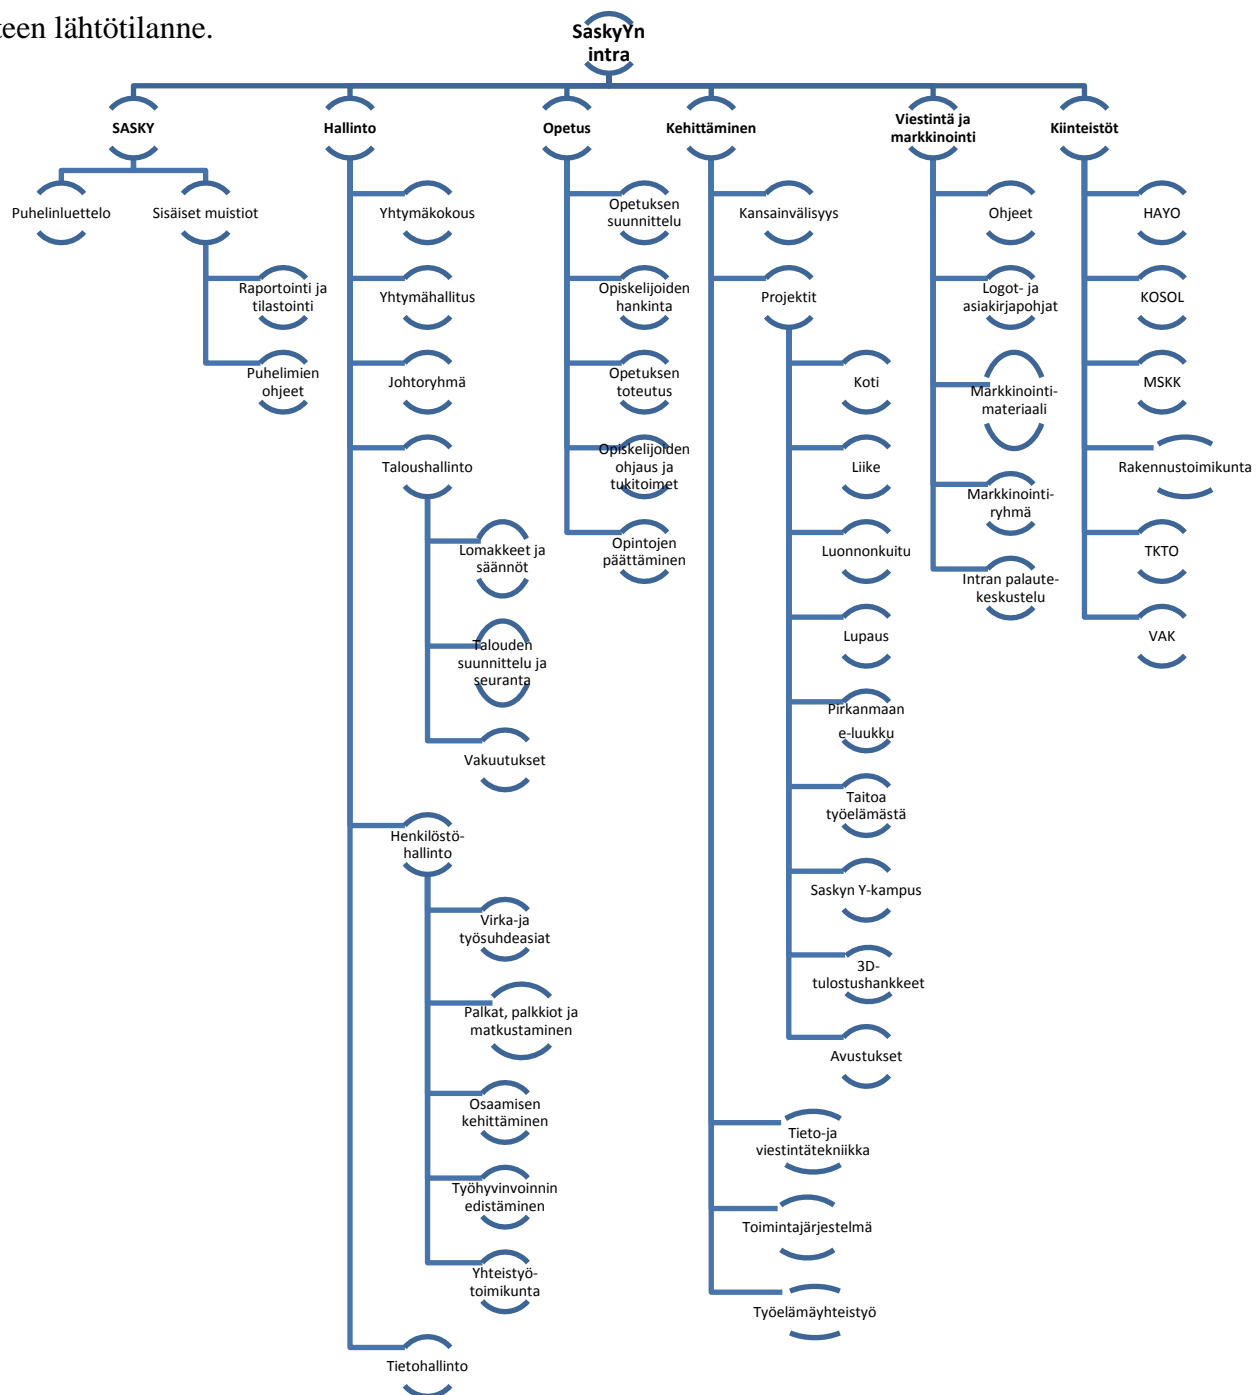 teen lähtötilanne.
SaskyYn
intra
SASKY
Puhelinluettelo
Sisäiset muistiot
Raportointi ja
tilastointi
Puhelimien
ohjeet
Hallinto
Yhtymäkokous
Yhtymähallitus
Johtoryhmä
Taloushallinto
Lomakkeet ja
säännöt
Talouden
suunnittelu ja
seuranta
Vakuutukset
Henkilöstö-
hallinto
Virka-ja
työsuhdeasiat
Palkat, palkkiot ja
matkustaminen
Osaamisen
kehittäminen
Työhyvinvoinnin
edistäminen
Yhteistyö-
toimikunta
Tietohallinto
Opetus
Opetuksen
suunnittelu
Opiskelijoiden
hankinta
Opetuksen
toteutus
Opiskelijoiden
ohjaus ja
tukitoimet
Opintojen
päättäminen
Kehittäminen
Kansainvälisyys
Projektit
Koti
Liike
Luonnonkuitu
Lupaus
Pirkanmaan
e-luukku
Taitoa
työelämästä
Saskyn Y-kampus
3D-
tulostushankkeet
Avustukset
Tieto-ja
viestintätekniikka
Toimintajärjestelmä
Työelämäyhteistyö
Viestintä ja
markkinointi
Ohjeet
Logot- ja
asiakirjapohjat
Markkinointi-
materiaali
Markkinointi-
ryhmä
Intran palaute-
keskustelu
Kiinteistöt
HAYO
KOSOL
MSKK
Rakennustoimikunta
TKTO
VAK